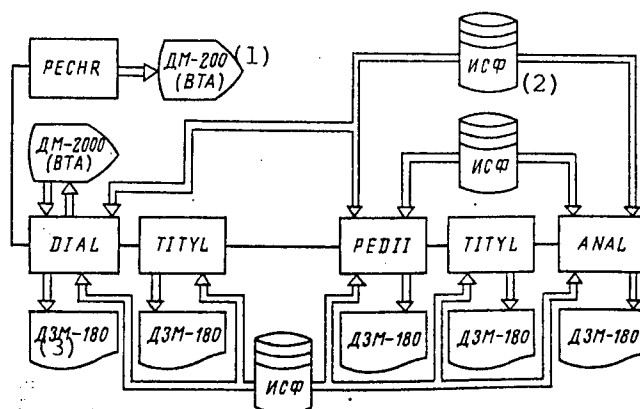 PECHR
ДМ-200
(ВТА)
(1)
ИСФ
(2)
ДМ-2000
(ВТА)
ИСФ
DIAL
TITYL
PEDII
TITYL
ANAL
ДЗМ-180
(3)
ДЗМ-180
ИСФ
ДЗМ-180
ДЗМ-180
ДЗМ-180